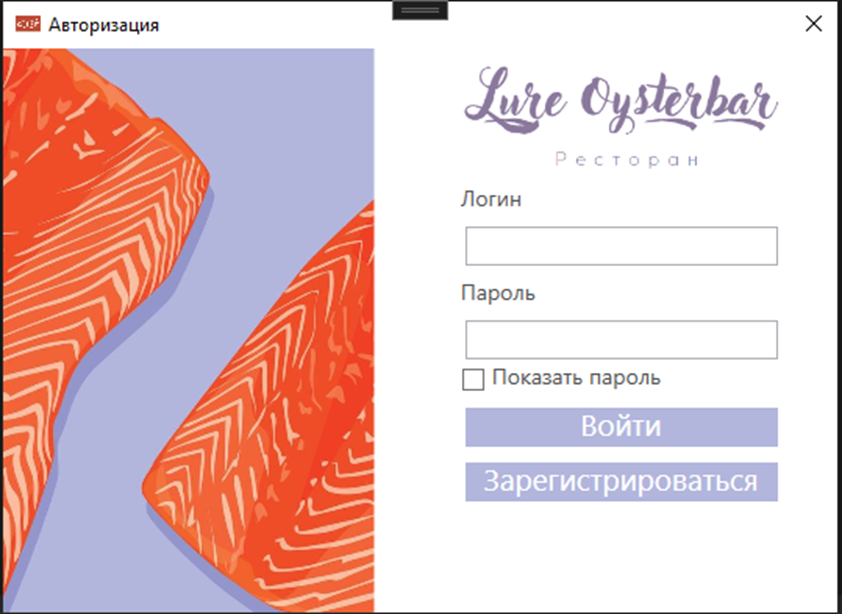 Авторизация
Lure Oysterbar
Ресторан
Логин
Пароль
Показать пароль
Войти
Зарегистрироваться